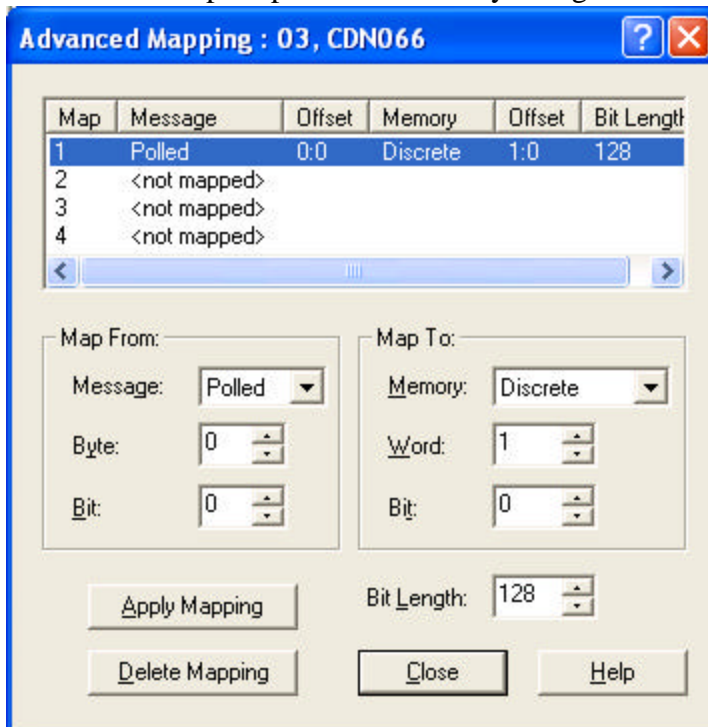 Advanced Mapping : 03, CDN066
Map Message Offset Memory Offset Bit Lengt
1 Polled 0:0 Discrete 1:0 128
2 <not mapped>
3 <not mapped>
4 <not mapped>
Map From: Map To:
Message: Polled Memory: Discrete
Byte: 0 Word: 1
Bit: 0 Bit: 0
Apply Mapping Bit Length: 128
Delete Mapping Close Help